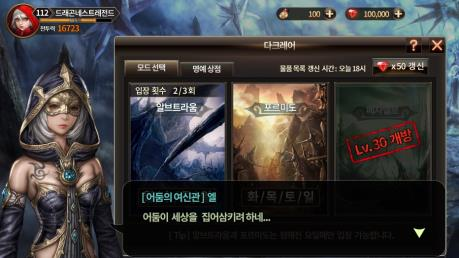 112 드래곤네스트레전드
전투력 16723
100 +
100,000 +
다크레어
? X
모드 선택
명예 상점
물품 목록 갱신 시간 : 오늘 18시
x50 갱신
입장 횟수 2/3회
알브트라움
포르미도
Lv.30 개방
화/목/토/일
[어둠의 여신관] 엘
어둠이 세상을 집어삼키려 하네...
[Tip] 알브트라움과 포르미도는 정해진 요일에만 입장 가능합니다.